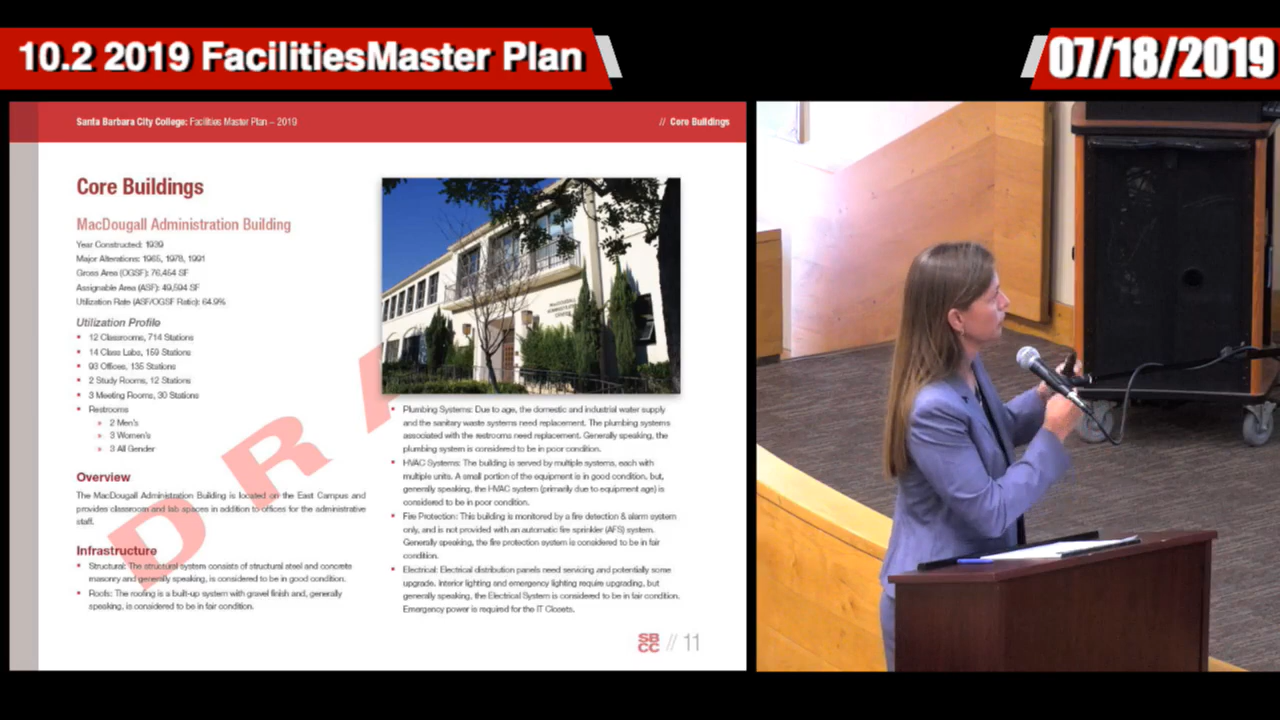 10.2 2019 FacilitiesMaster Plan
07/18/2019
Santa Barbara City College: Facilities Master Plan – 2019
// Core Buildings
Core Buildings
MacDougall Administration Building
Year Constructed: 1939
Major Alterations: 1965, 1978, 1991
Gross Area (OGSF): 76,454 SF
Assignable Area (ASF): 49,594 SF
Utilization Rate (ASF/OGSF Ratio): 64.9%
Utilization Profile
• 12 Classrooms, 714 Stations
• 14 Class Labs, 159 Stations
• 93 Offices, 135 Stations
• 2 Study Rooms, 12 Stations
• 3 Meeting Rooms, 30 Stations
• Restrooms
» 2 Men's
» 3 Women's
» 3 All Gender
Overview
The MacDougall Administration Building is located on the East Campus and
provides classroom and lab spaces in addition to offices for the administrative
staff.
Infrastructure
• Structural: The structural system consists of structural steel and concrete
masonry and generally speaking, is considered to be in good condition.
• Roofs: The roofing is a built-up system with gravel finish and, generally
speaking, is considered to be in fair condition.
DRA
MACDOUGALL
ADMINISTRATION
CENTER
• Plumbing Systems: Due to age, the domestic and industrial water supply
and the sanitary waste systems need replacement. The plumbing systems
associated with the restrooms need replacement. Generally speaking, the
plumbing system is considered to be in poor condition.
• HVAC Systems: The building is served by multiple systems, each with
multiple units. A small portion of the equipment is in good condition, but,
generally speaking, the HVAC system (primarily due to equipment age) is
considered to be in poor condition.
• Fire Protection: This building is monitored by a fire detection & alarm system
only, and is not provided with an automatic fire sprinkler (AFS) system.
Generally speaking, the fire protection system is considered to be in fair
condition.
• Electrical: Electrical distribution panels need servicing and potentially some
upgrade. Interior lighting and emergency lighting require upgrading, but
generally speaking, the Electrical System is considered to be in fair condition.
Emergency power is required for the IT Closets.
SB
CC // 11